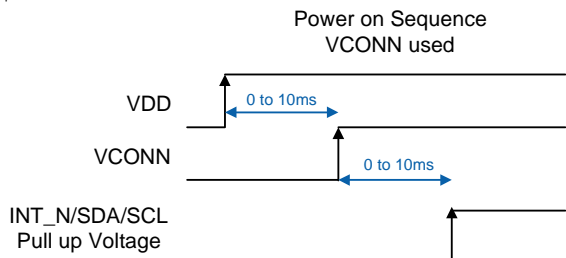 Power on Sequence
VCONN used
VDD
0 to 10ms
VCONN
0 to 10ms
INT_N/SDA/SCL
Pull up Voltage